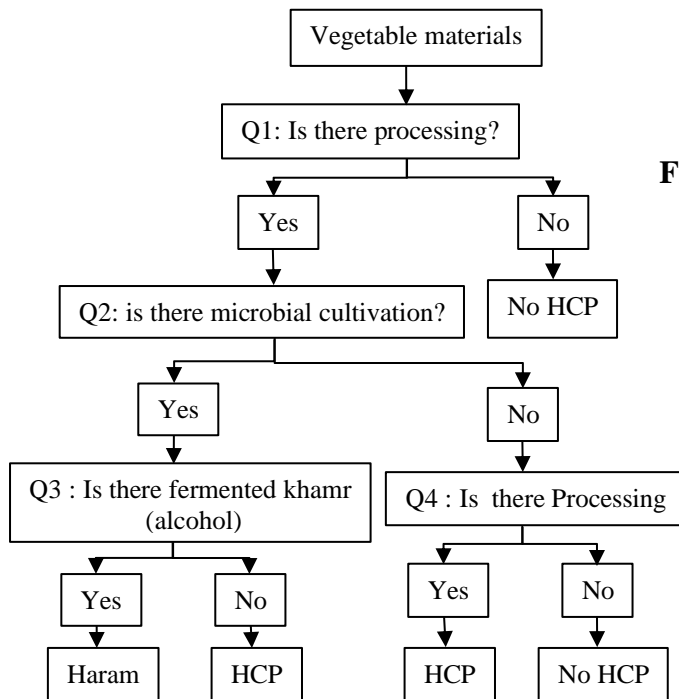 Vegetable materials
Q1: Is there processing?
F
Yes
No
Q2: is there microbial cultivation?
No HCP
Yes
No
Q3 : Is there fermented khamr
(alcohol)
Q4 : Is there Processing
Yes
No
Yes
No
Haram
HCP
HCP
No HCP